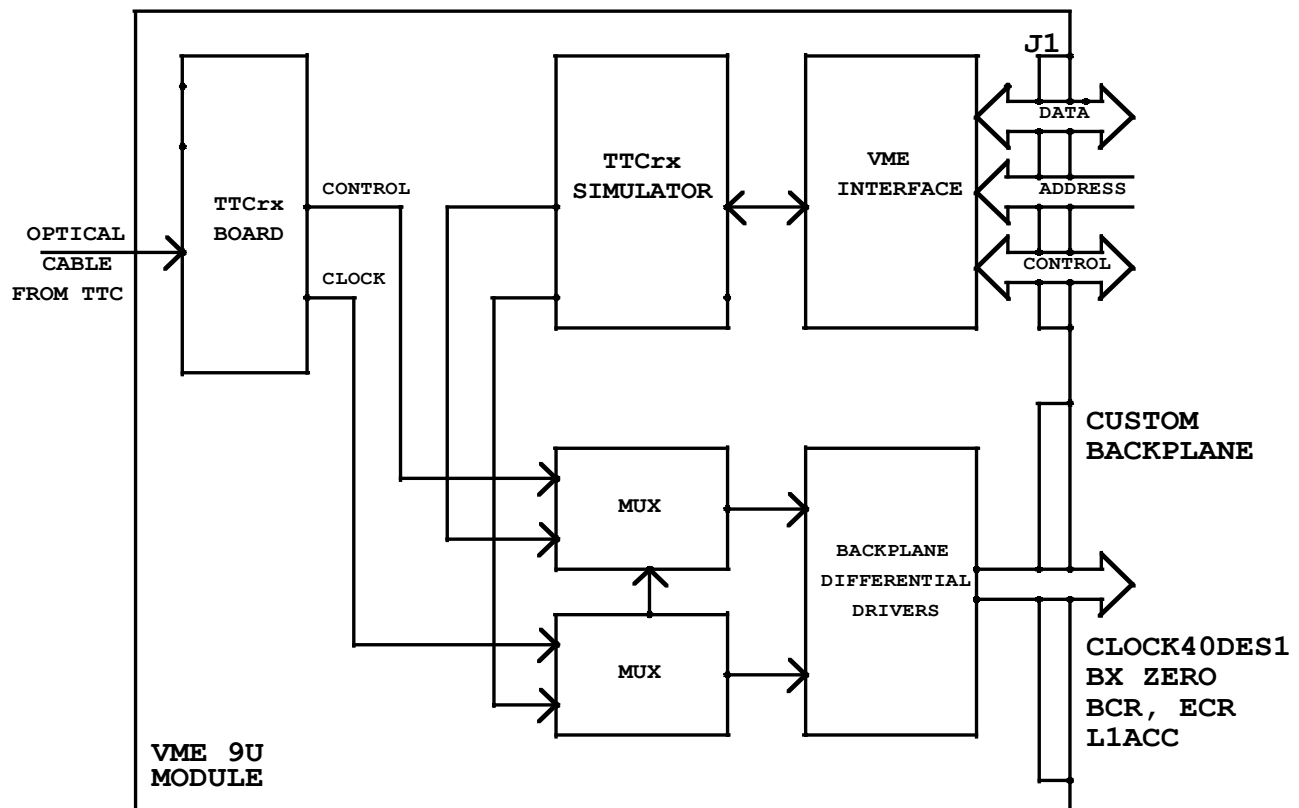 J1
DATA
TTCrx
SIMULATOR
VME
INTERFACE
ADDRESS
CONTROL
TTCrx
BOARD
CONTROL
CLOCK
OPTICAL
CABLE
FROM TTC
CUSTOM
BACKPLANE
MUX
BACKPLANE
DIFFERENTIAL
DRIVERS
MUX
CLOCK40DES1
BX ZERO
BCR, ECR
L1ACC
VME 9U
MODULE